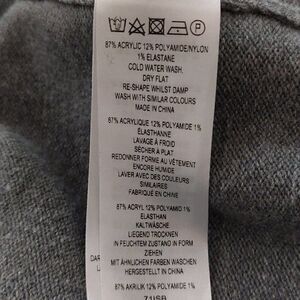 87% ACRYLIC 12% POLYAMIDE/NYLON
1% ELASTANE
COLD WATER WASH
DRY FLAT
RE-SHAPE WHILST DAMP
WASH WITH SIMILAR COLOURS
MADE IN CHINA
87% ACRYLIQUE 12% POLYAMIDE 1%
ÉLASTHANNE
LAVAGE À FROID
SÉCHER À PLAT
REDONNER FORME AU VÊTEMENT
ENCORE HUMIDE
LAVER AVEC DES COULEURS
SIMILAIRES
FABRIQUE EN CHINE
87% ACRYL 12% POLYAMID 1%
ELASTHAN
KALTWÄSCHE
LIEGEND TROCKNEN
IN FEUCHTEM ZUSTAND IN FORM
ZIEHEN
MIT ÄHNLICHEN FARBEN WASCHEN
HERGESTELLT IN CHINA
87% AKRILIK 12% POLYAMIDE 1%